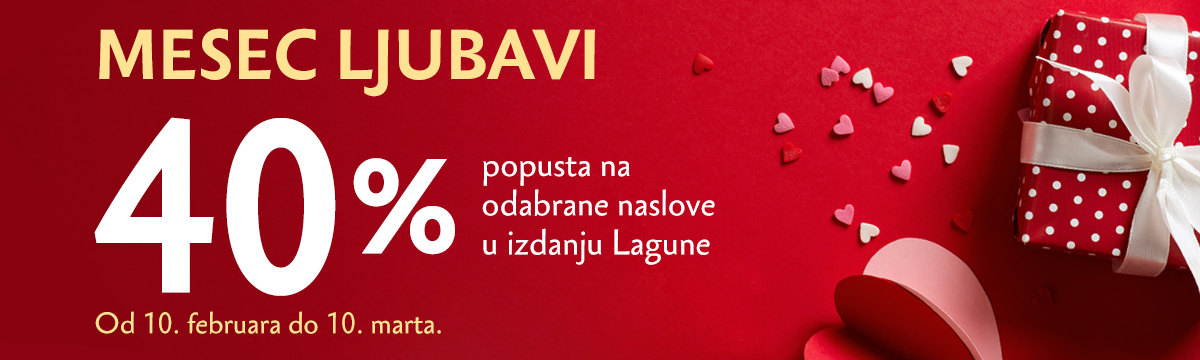 MESEC LJUBAVI
40%
popusta na
odabrane naslove
u izdanju Lagune
Od 10. februara do 10. marta.